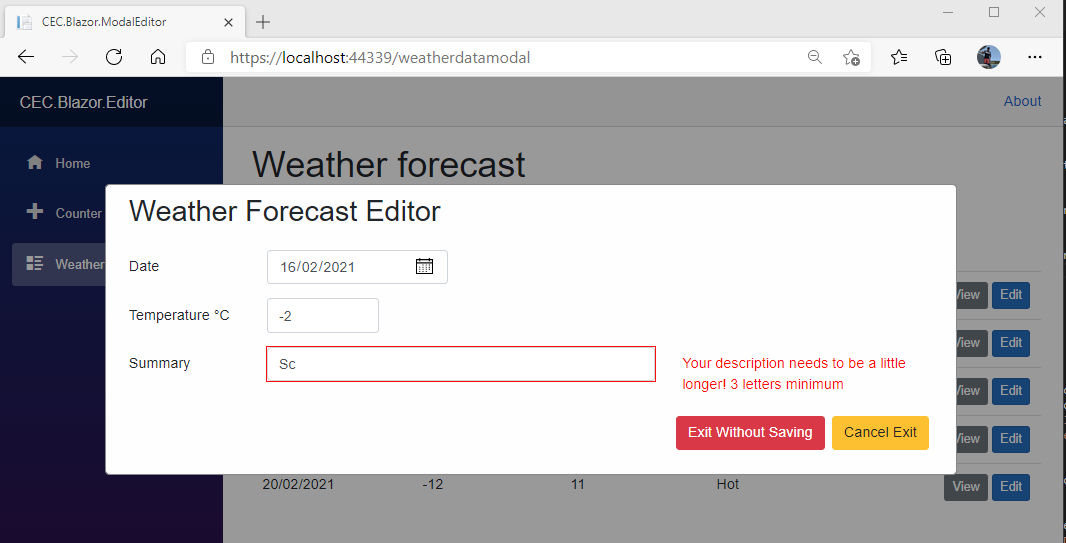 CEC.Blazor.ModalEditor
https://localhost:44339/weatherdatamodal
CEC.Blazor.Editor
About
Home
Counter
Weather
Weather forecast
Weather Forecast Editor
Date
16/02/2021
Temperature °C
-2
Summary
Sc
Your description needs to be a little
longer! 3 letters minimum
Exit Without Saving
Cancel Exit
View Edit
View Edit
View Edit
View Edit
20/02/2021 -12 11 Hot View Edit